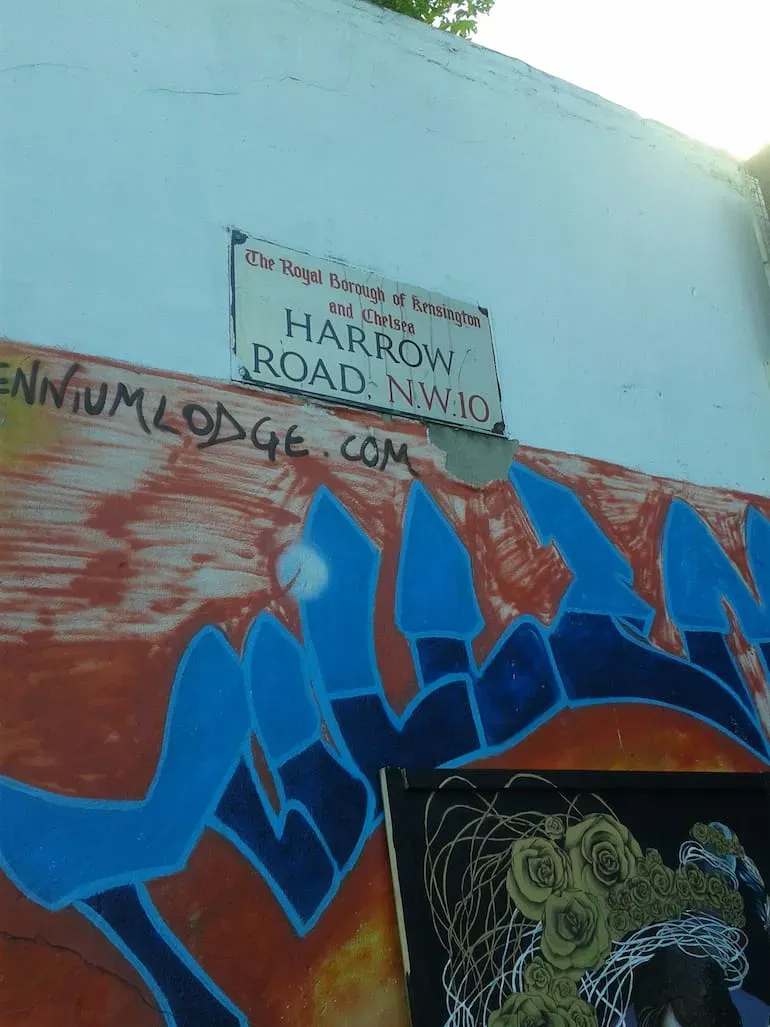 The Royal Borough of Kensington
and Chelsea
HARROW
ROAD, N.W.10
ENNIUMLODGE.COM